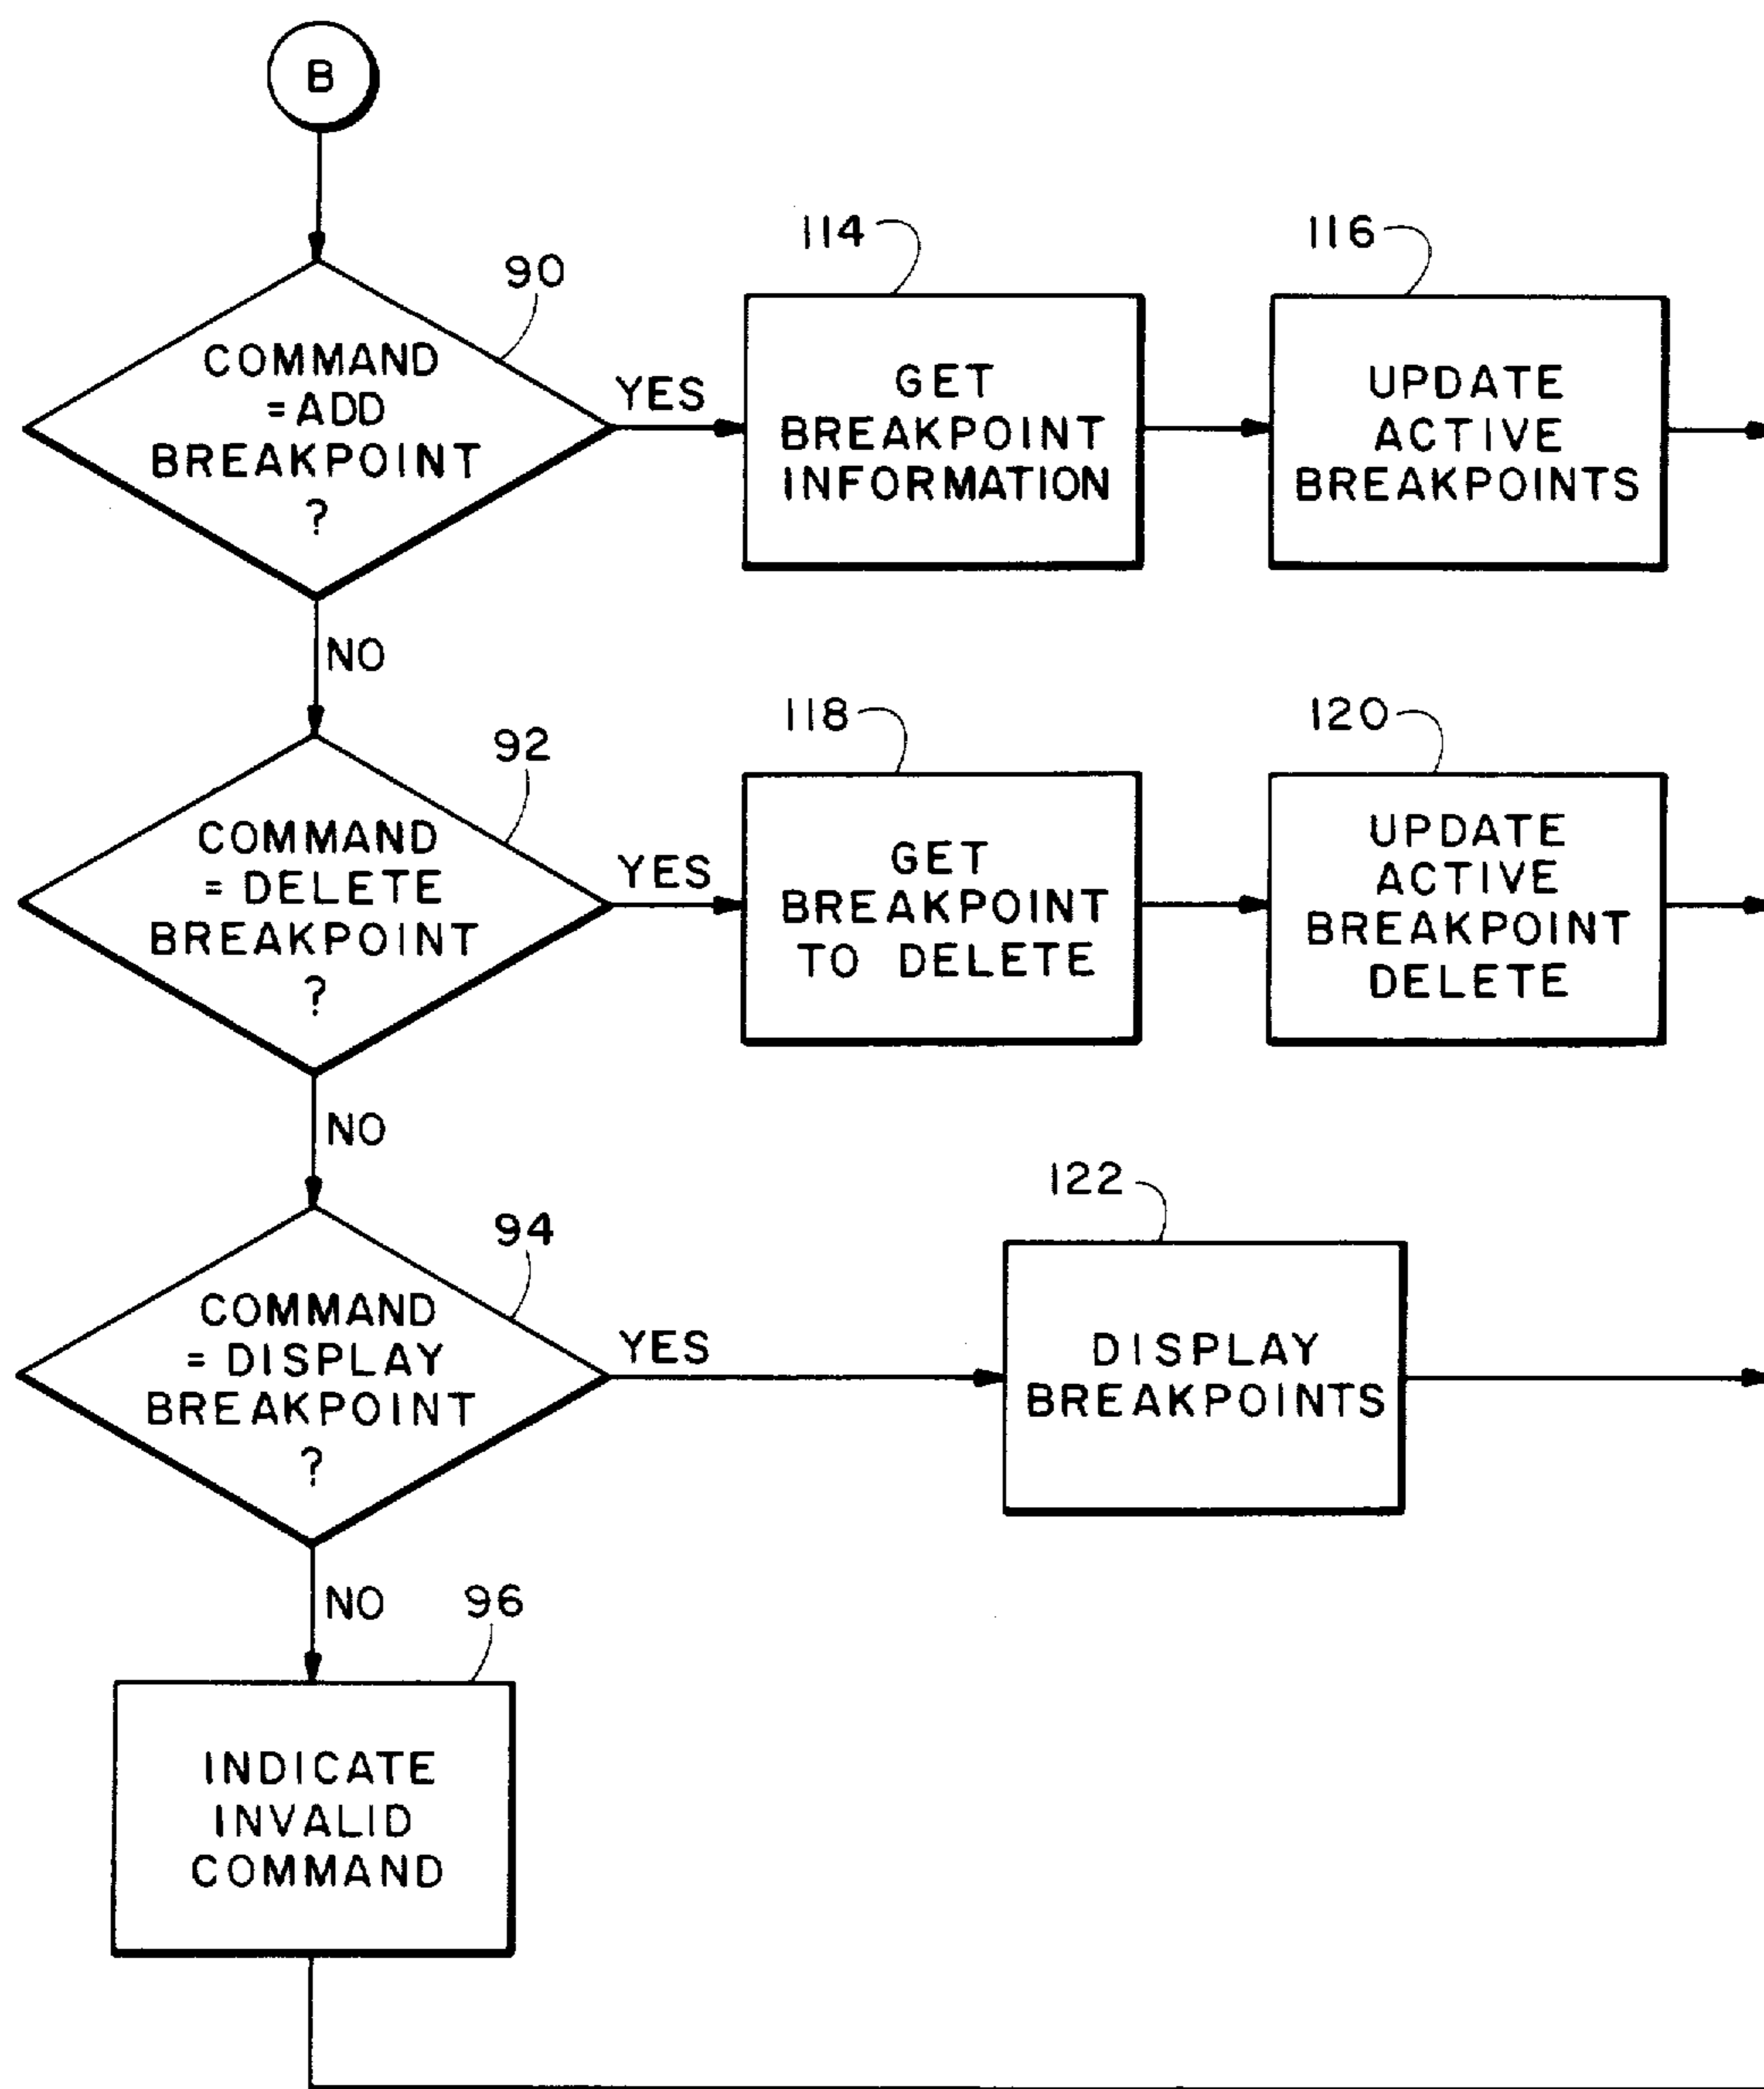 B
90
COMMAND
= ADD
BREAKPOINT
?
YES
114
GET
BREAKPOINT
INFORMATION
116
UPDATE
ACTIVE
BREAKPOINTS
NO
92
COMMAND
= DELETE
BREAKPOINT
?
YES
118
GET
BREAKPOINT
TO DELETE
120
UPDATE
ACTIVE
BREAKPOINT
DELETE
NO
94
COMMAND
= DISPLAY
BREAKPOINT
?
YES
122
DISPLAY
BREAKPOINTS
NO
96
INDICATE
INVALID
COMMAND